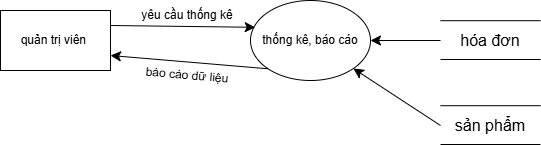 yêu cầu thống kê
quản trị viên
thống kê, báo cáo
hóa đơn
báo cáo dữ liệu
sản phẩm